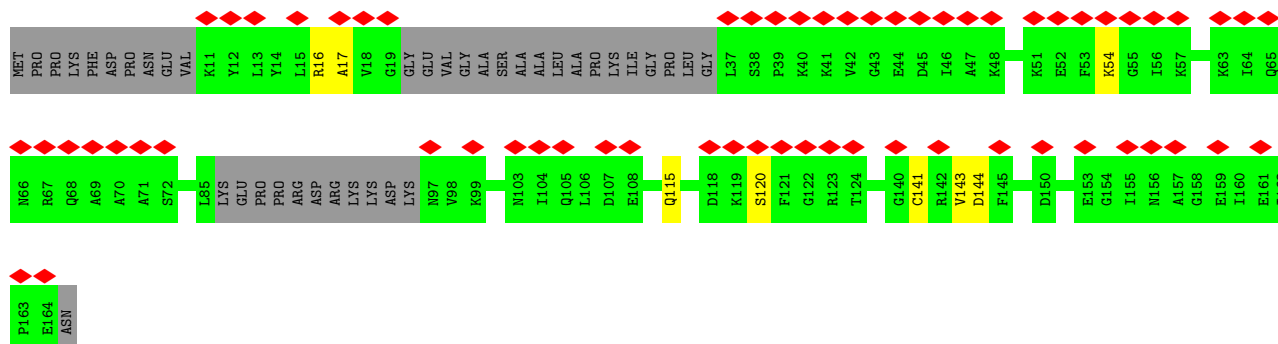 MET PRO PRO LYS PHE ASP PRO ASN GLU VAL K11 Y12 L13 Y14 L15 R16 A17 V18 G19 GLY GLU VAL GLY ALA SER ALA ALA LEU ALA PRO LYS ILE GLY PRO LEU GLY L37 S38 P39 K40 K41 V42 G43 E44 D45 I46 A47 K48 K51 E52 F53 K54 G55 I56 K57 K63 I64 Q65
N66 R67 Q68 A69 A70 A71 S72 L85 LYS GLU PRO PRO ARG ASP ARG LYS LYS ASP LYS N97 V98 K99 N103 I104 Q105 L106 D107 E108 Q115 D118 K119 S120 F121 G122 R123 T124 G140 C141 R142 V143 D144 F145 D150 E153 G154 I155 N156 A157 G158 E159 I160 E161
P163 E164 ASN